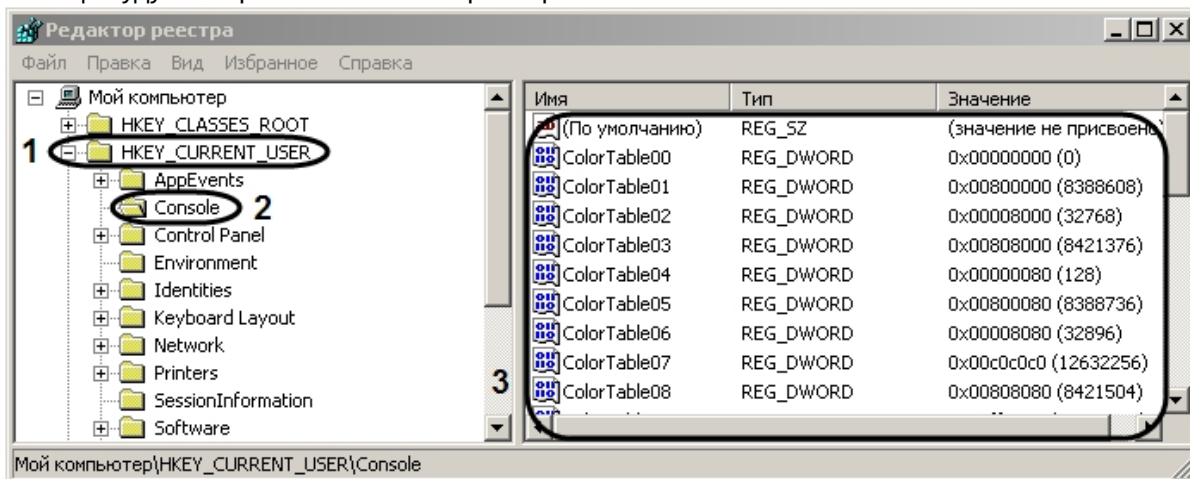 Редактор реестра
Файл Правка Вид Избранное Справка
Мой компьютер
HKEY_CLASSES_ROOT
1 HKEY_CURRENT_USER
AppEvents
Console 2
Control Panel
Environment
Identities
Keyboard Layout
Network
Printers
SessionInformation
Software
3
Имя Тип Значение
(По умолчанию) REG_SZ (значение не присвоено)
ColorTable00 REG_DWORD 0x00000000 (0)
ColorTable01 REG_DWORD 0x00800000 (8388608)
ColorTable02 REG_DWORD 0x00008000 (32768)
ColorTable03 REG_DWORD 0x00808000 (8421376)
ColorTable04 REG_DWORD 0x00000080 (128)
ColorTable05 REG_DWORD 0x00800080 (8388736)
ColorTable06 REG_DWORD 0x00008080 (32896)
ColorTable07 REG_DWORD 0x00c0c0c0 (12632256)
ColorTable08 REG_DWORD 0x00808080 (8421504)
Мой компьютер\HKEY_CURRENT_USER\Console